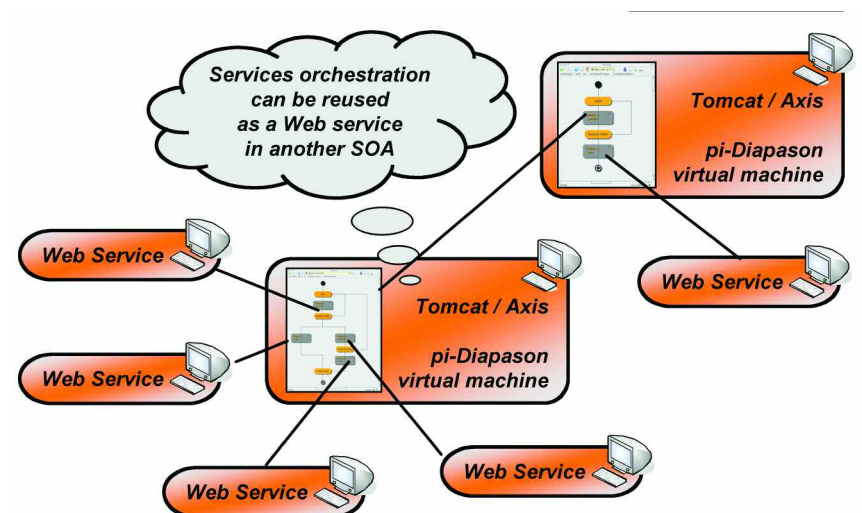 Services orchestration
can be reused
as a Web service
in another SOA
Tomcat / Axis
pi-Diapason
virtual machine
Web Service
Web Service
Tomcat / Axis
pi-Diapason
virtual machine
Web Service
Web Service
Web Service